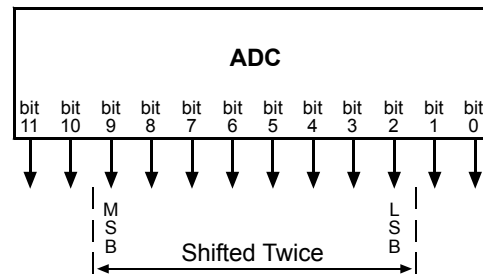 ADC
bit bit bit bit bit bit bit bit bit bit bit bit
11 10 9 8 7 6 5 4 3 2 1 0
MSB LSB
Shifted Twice